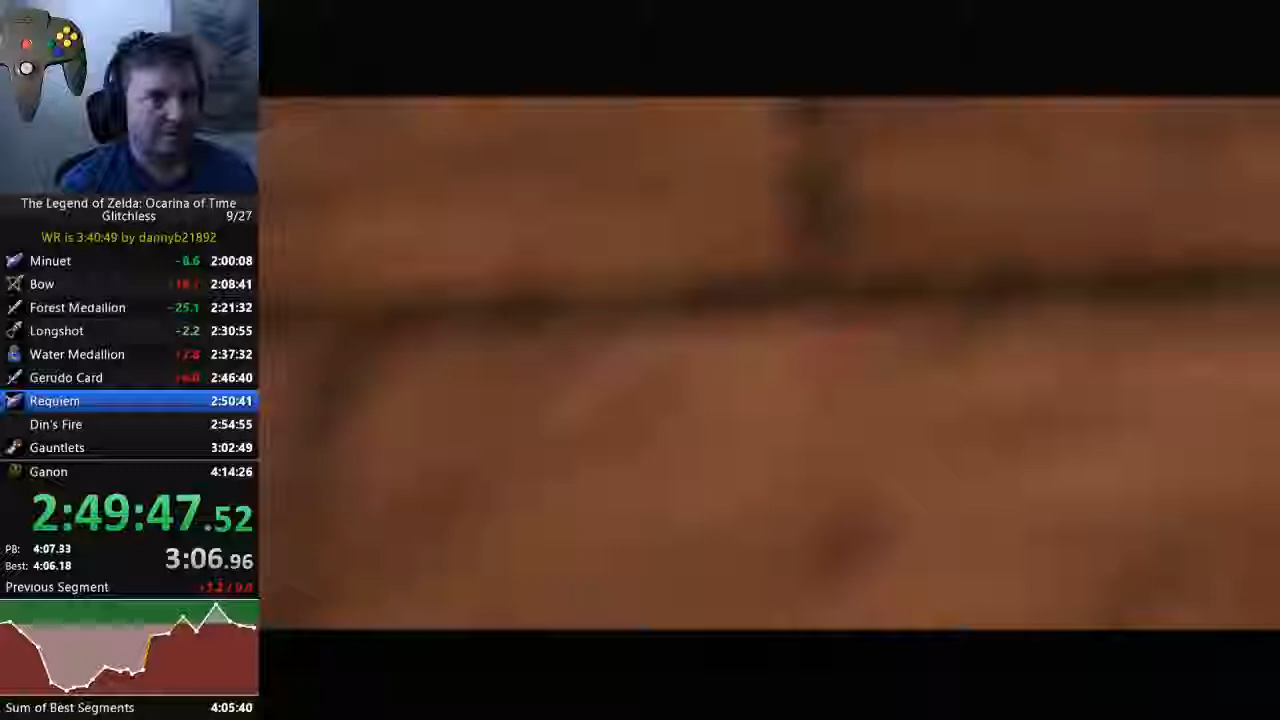 The Legend of Zelda: Ocarina of Time
Glitchless 9/27
WR is 3:40:49 by dannyb21892
Minuet 2:00:08
Bow 2:08:41
Forest Medallion -25.1 2:21:32
Longshot -2.2 2:30:55
Water Medallion +7.8 2:37:32
Gerudo Card 2:46:40
Requiem 2:50:41
Din's Fire 2:54:55
Gauntlets 3:02:49
Ganon 4:14:26
2:49:47.52
PB: 4:07.33
Best: 4:06.18
3:06.96
Previous Segment
Sum of Best Segments 4:05:40